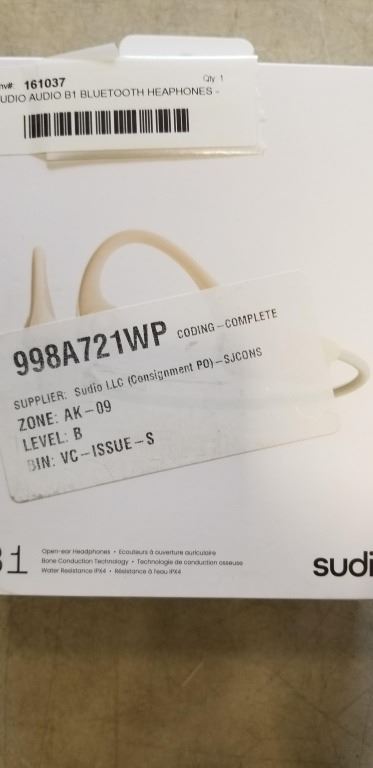 nv#: 161037 Qty 1
UDIO AUDIO B1 BLUETOOTH HEAPHONES -
998A721WP CODING-COMPLETE
SUPPLIER: Sudio LLC (Consignment PO)-SJCONS
ZONE: AK-09
LEVEL: B
BIN: VC-ISSUE-S
B1
Open-ear Headphones • Écouteurs à ouverture auriculaire
Bone Conduction Technology • Technologie de conduction osseuse
Water Resistance IPX4 • Résistance à l'eau IPX4
sudi